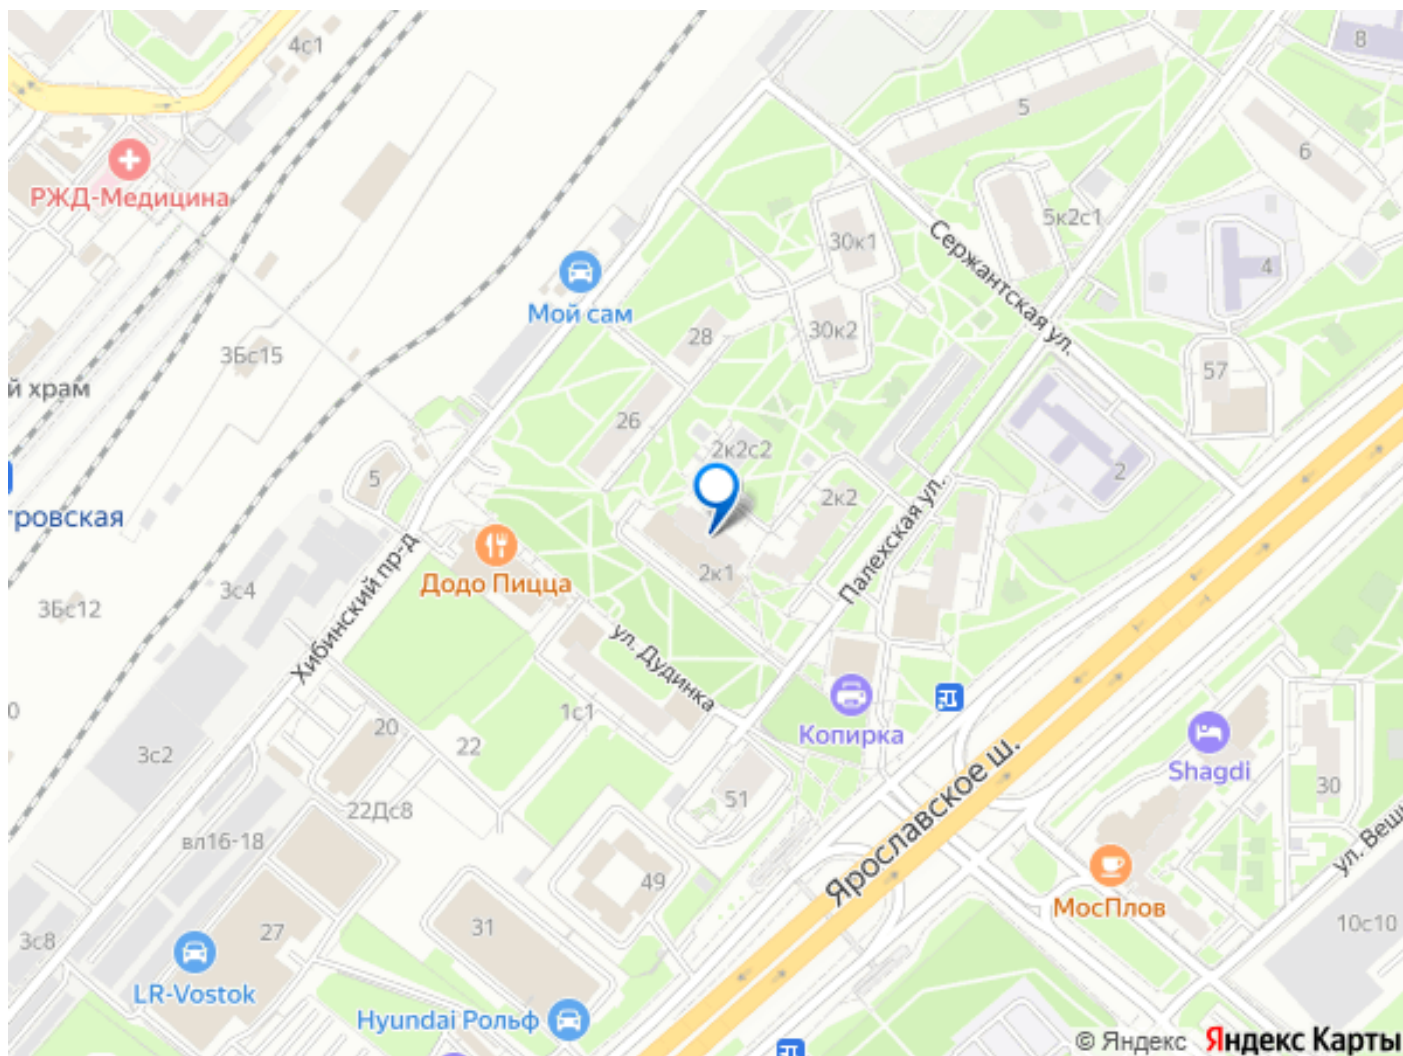 4с1
8
5
6
РЖД-Медицина
5к2с1
30к1
Сержантская ул.
4
Мой сам
30к2
28
3Бс15
57
й храм
26
2к2с2
2
5
2к2
тровская
Палехская ул.
Хибинский пр-д
Додо Пицца
2к1
3с4
3Бс12
ул. Дудинка
0
1с1
20
22
Копирка
3с2
Ярославское ш.
Shagdi
30
51
22Дс8
вл16-18
ул. Веш
49
МосПлов
31
27
10с10
3с8
LR-Vostok
Hyundai Рольф
© Яндекс Яндекс Карты